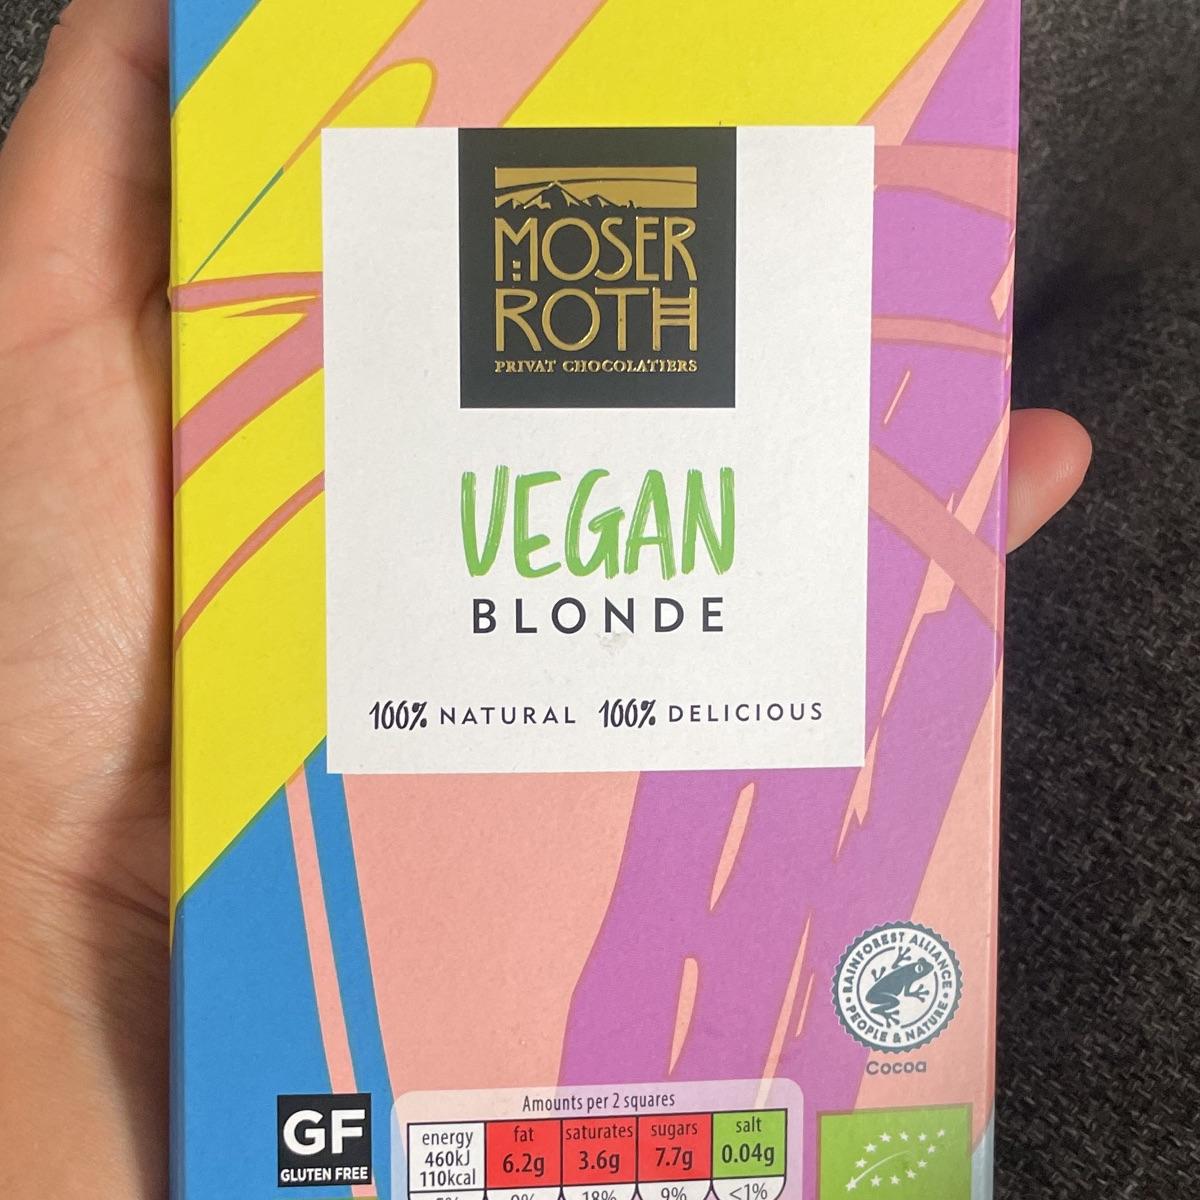 MOSER
ROTH
PRIVAT CHOCOLATIERS
VEGAN
BLONDE
100% NATURAL 100% DELICIOUS
RAINFOREST ALLIANCE
PEOPLE & NATURE
Cocoa
GF
GLUTEN FREE
Amounts per 2 squares
energy 460kJ 110kcal
fat 6.2g
saturates 3.6g
sugars 7.7g
salt 0.04g
18% 9% <1%